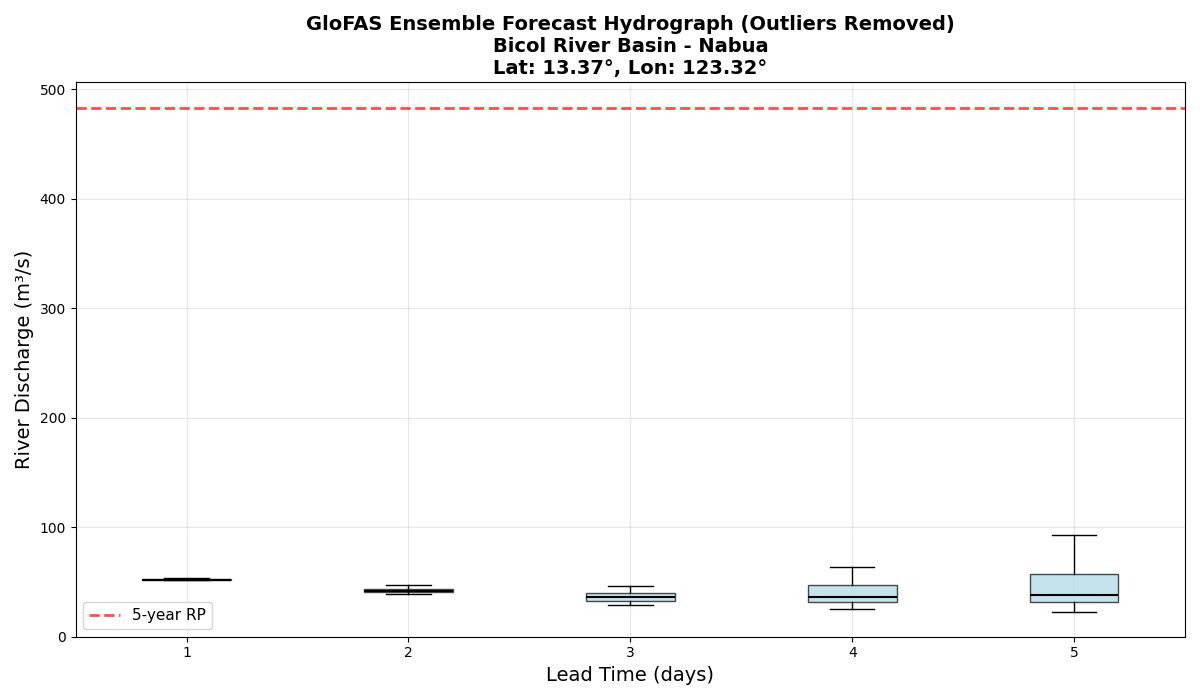 GloFAS Ensemble Forecast Hydrograph (Outliers Removed)
Bicol River Basin - Nabua
Lat: 13.37°, Lon: 123.32°
River Discharge (m³/s)
500
400
300
200
100
0
5-year RP
1 2 3 4 5
Lead Time (days)